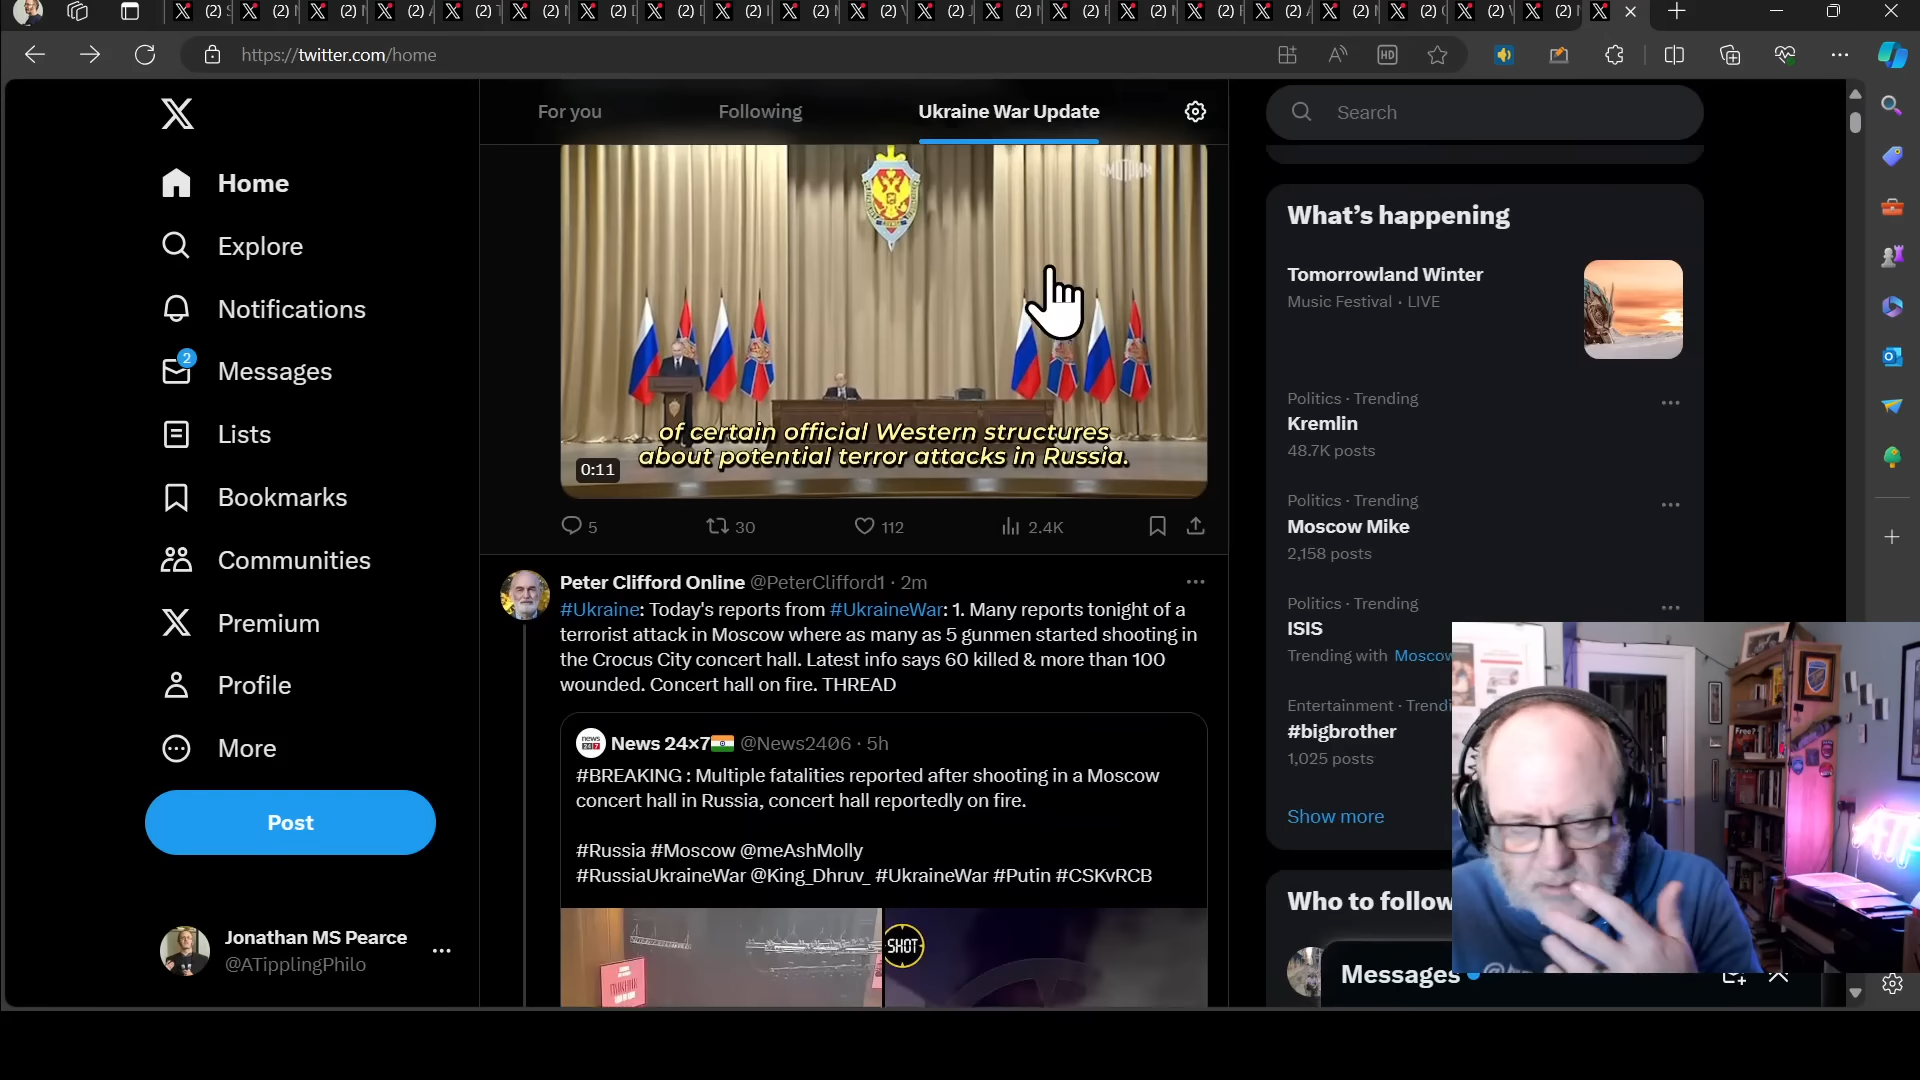 https://twitter.com/home
For you
Following
Ukraine War Update
Search
Home
Explore
Notifications
2
Messages
Lists
Bookmarks
Communities
Premium
Profile
More
Post
Jonathan MS Pearce
@ATipplingPhilo
СМОТРИМ
of certain official Western structures
about potential terror attacks in Russia.
0:11
5
30
112
2.4K
Peter Clifford Online @PeterClifford1 · 2m
#Ukraine: Today's reports from #UkraineWar: 1. Many reports tonight of a
terrorist attack in Moscow where as many as 5 gunmen started shooting in
the Crocus City concert hall. Latest info says 60 killed & more than 100
wounded. Concert hall on fire. THREAD
News 24×7 @News2406 · 5h
#BREAKING : Multiple fatalities reported after shooting in a Moscow
concert hall in Russia, concert hall reportedly on fire.
#Russia #Moscow @meAshMolly
#RussiaUkraineWar @King_Dhruv_ #UkraineWar #Putin #CSKvRCB
SHOT
What's happening
Tomorrowland Winter
Music Festival · LIVE
Politics · Trending
Kremlin
48.7K posts
Politics · Trending
Moscow Mike
2,158 posts
Politics · Trending
ISIS
Trending with Moscow
Entertainment · Trendi
#bigbrother
1,025 posts
Show more
Who to follow
Messages